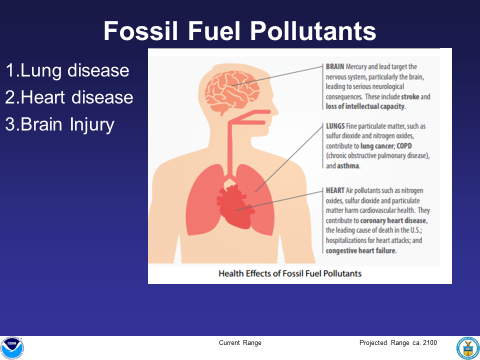 Fossil Fuel Pollutants
1.Lung disease
2.Heart disease
3.Brain Injury
BRAIN Mercury and lead target the
nervous system, particularly the brain,
leading to serious neurological
consequences. These include stroke and
loss of intellectual capacity.
LUNGS Fine particulate matter, such as
sulfur dioxide and nitrogen oxides,
contribute to lung cancer, COPD
(chronic obstructive pulmonary disease),
and asthma.
HEART Air pollutants such as nitrogen
oxides, sulfur dioxide and particulate
matter harm cardiovascular health. They
contribute to coronary heart disease,
the leading cause of death in the U.S.;
hospitalizations for heart attacks; and
congestive heart failure.
Health Effects of Fossil Fuel Pollutants
Current Range
Projected Range ca. 2100